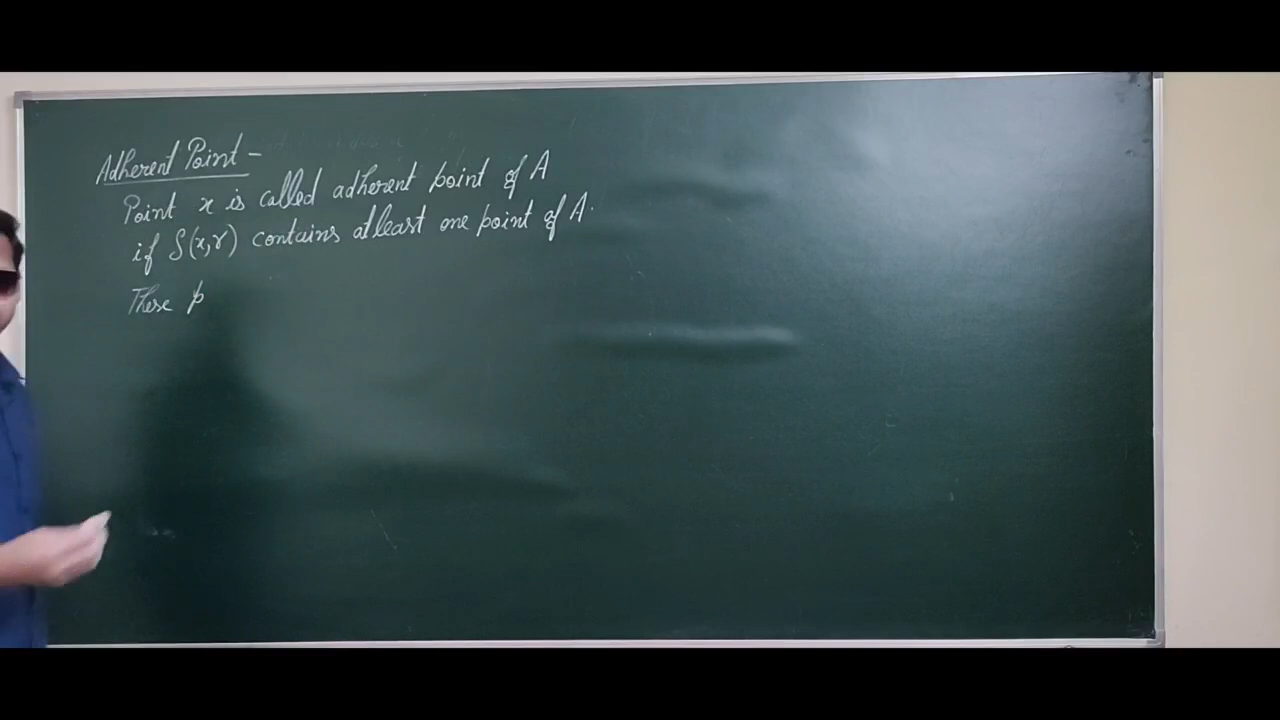 Adherent Point -
Point x is called adherent point of A
if S(x,r) contains atleast one point of A.
These p